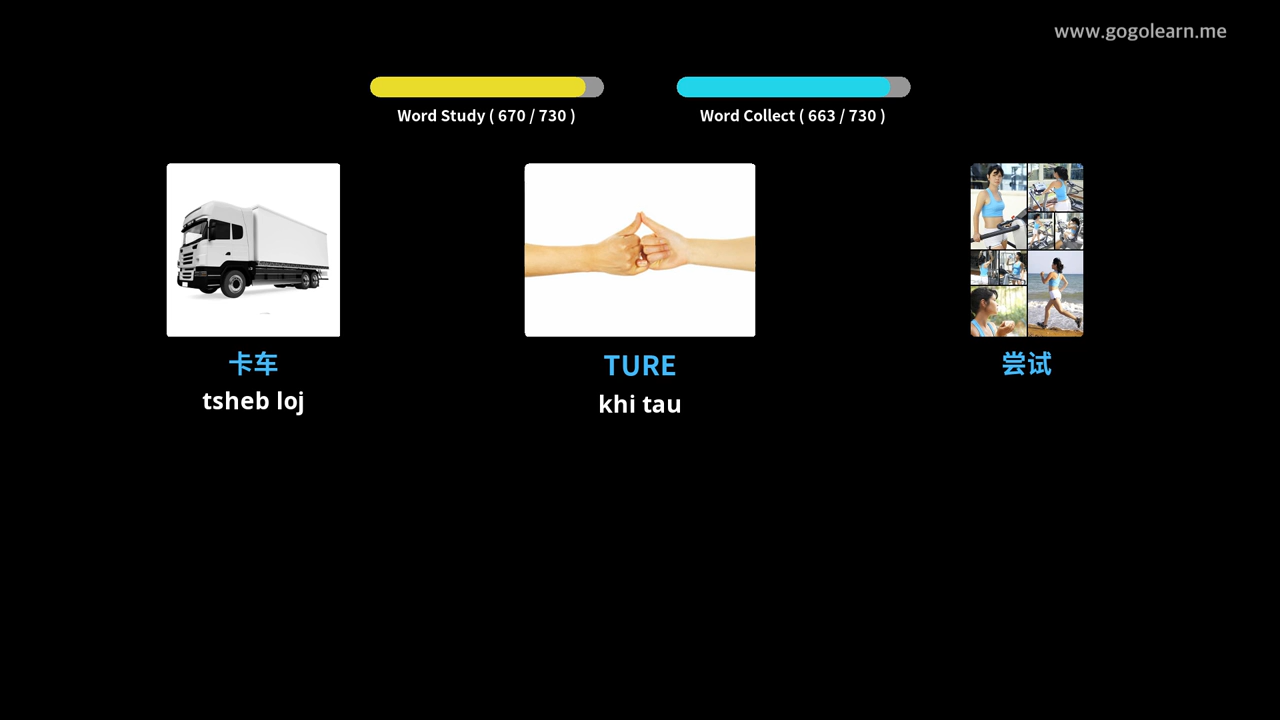 www.gogolearn.me
Word Study ( 670 / 730 )
Word Collect ( 663 / 730 )
卡车
TURE
尝试
tsheb loj
khi tau